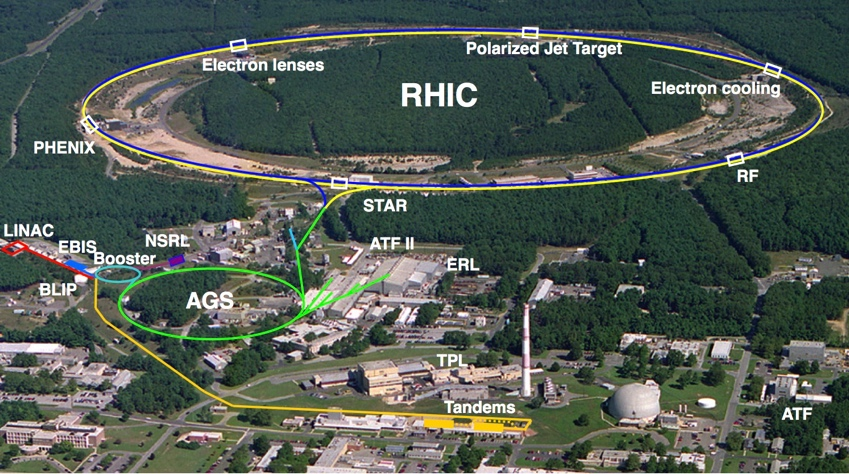 Electron lenses
Polarized Jet Target
Electron cooling
RHIC
PHENIX
RF
STAR
LINAC
EBIS
Booster
NSRL
BLIP
AGS
ATF II
ERL
TPL
Tandems
ATF